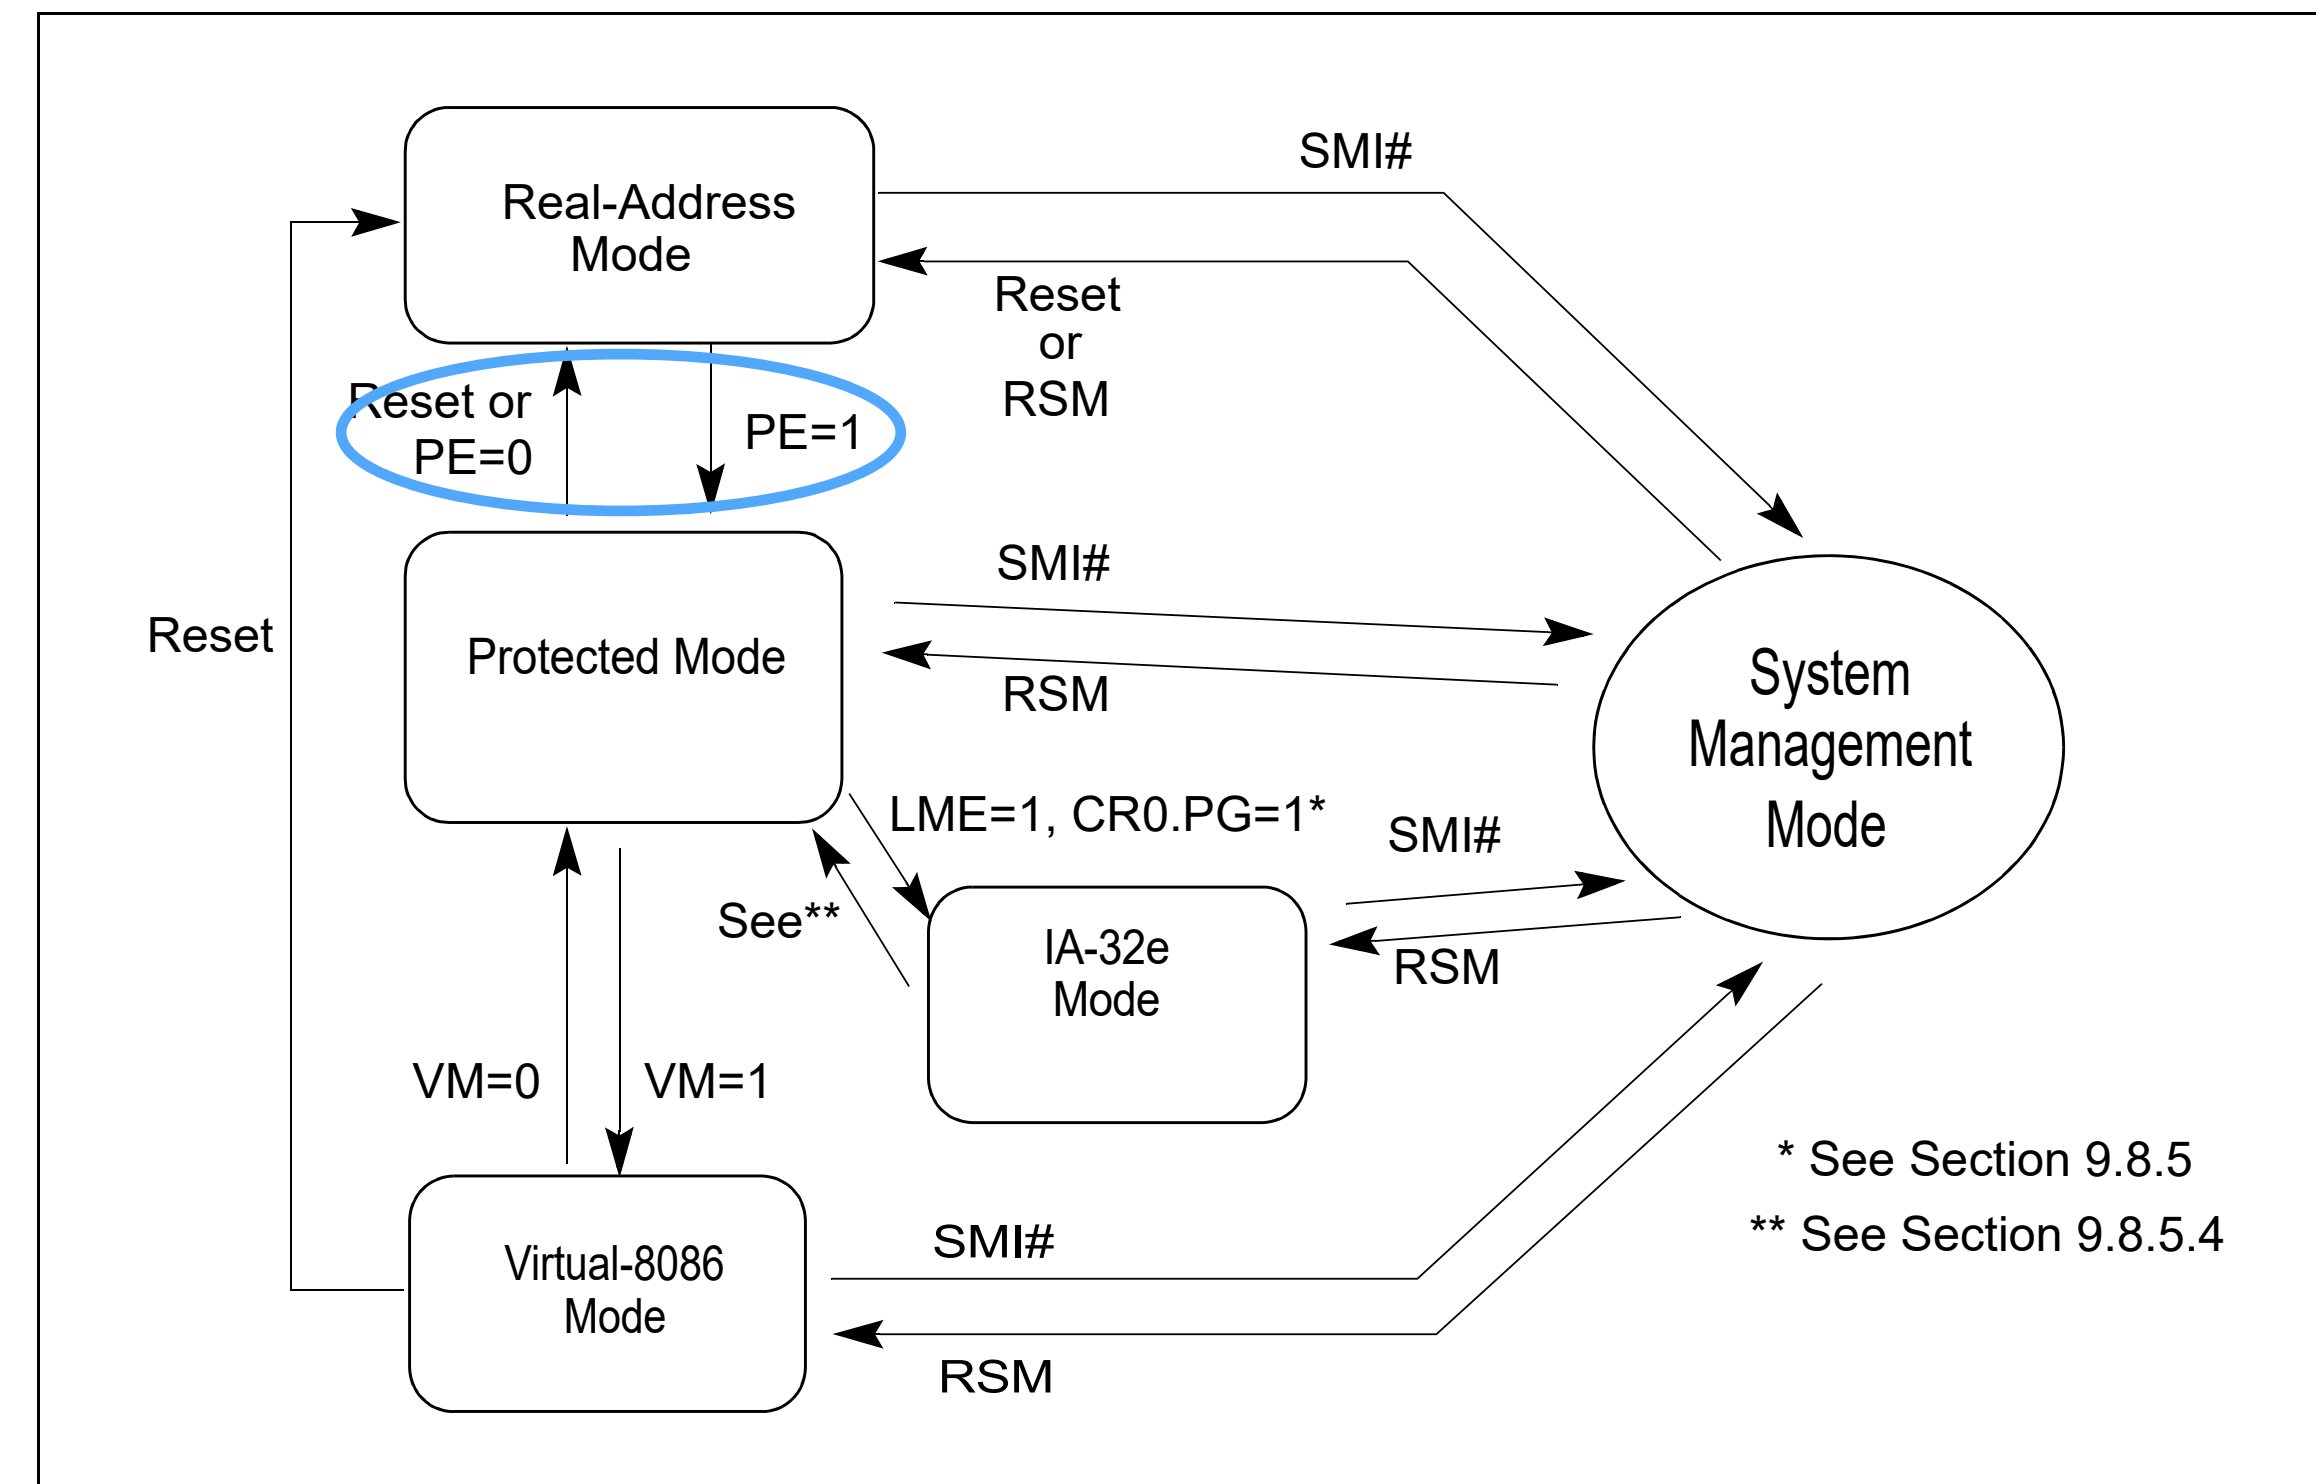 SMI#
Real-Address
Mode
Reset
or
RSM
Reset or
PE=0
PE=1
SMI#
RSM
Reset
Protected Mode
System
Management
Mode
LME=1, CR0.PG=1*
SMI#
RSM
See**
IA-32e
Mode
VM=0
VM=1
* See Section 9.8.5
** See Section 9.8.5.4
Virtual-8086
Mode
SMI#
RSM